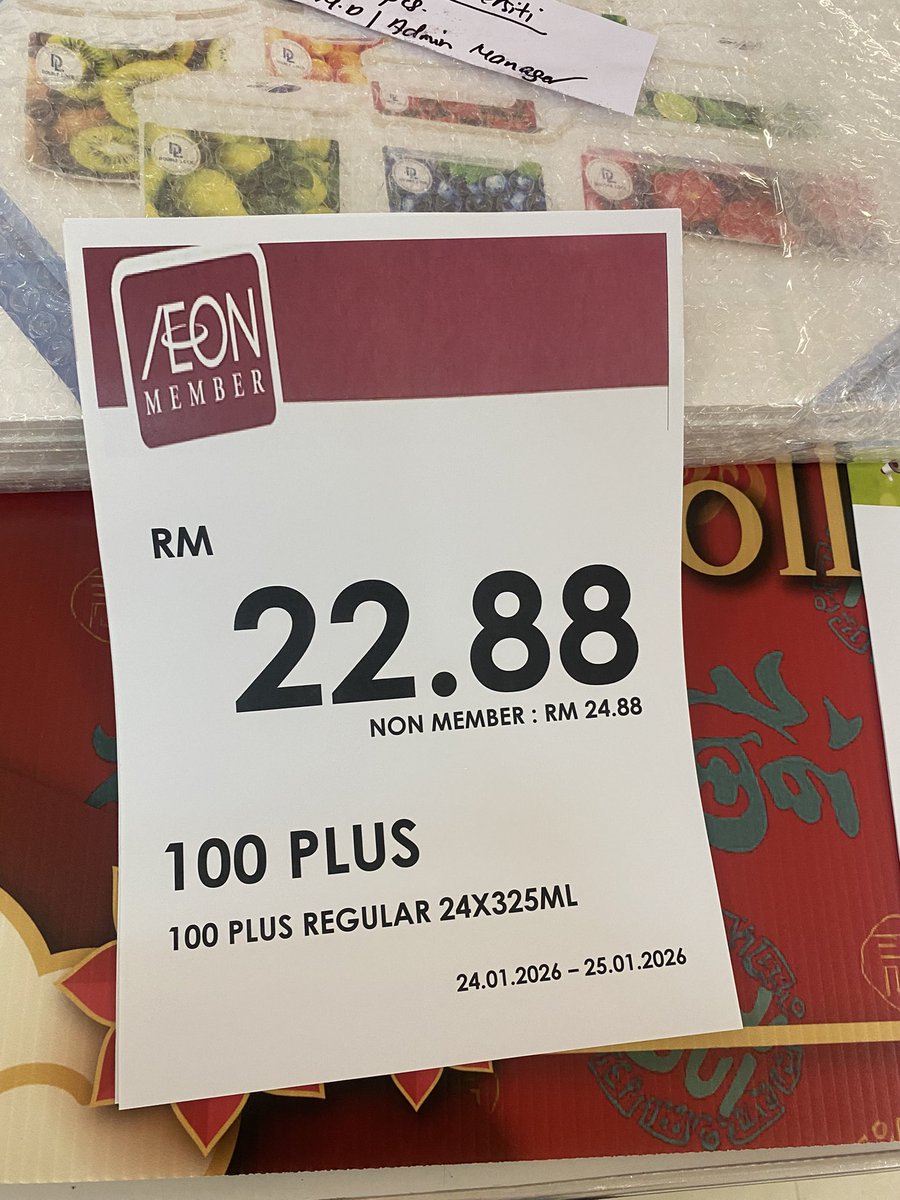 Admin Manager
ÆON
MEMBER
RM
22.88
NON MEMBER : RM 24.88
100 PLUS
100 PLUS REGULAR 24X325ML
24.01.2026 – 25.01.2026